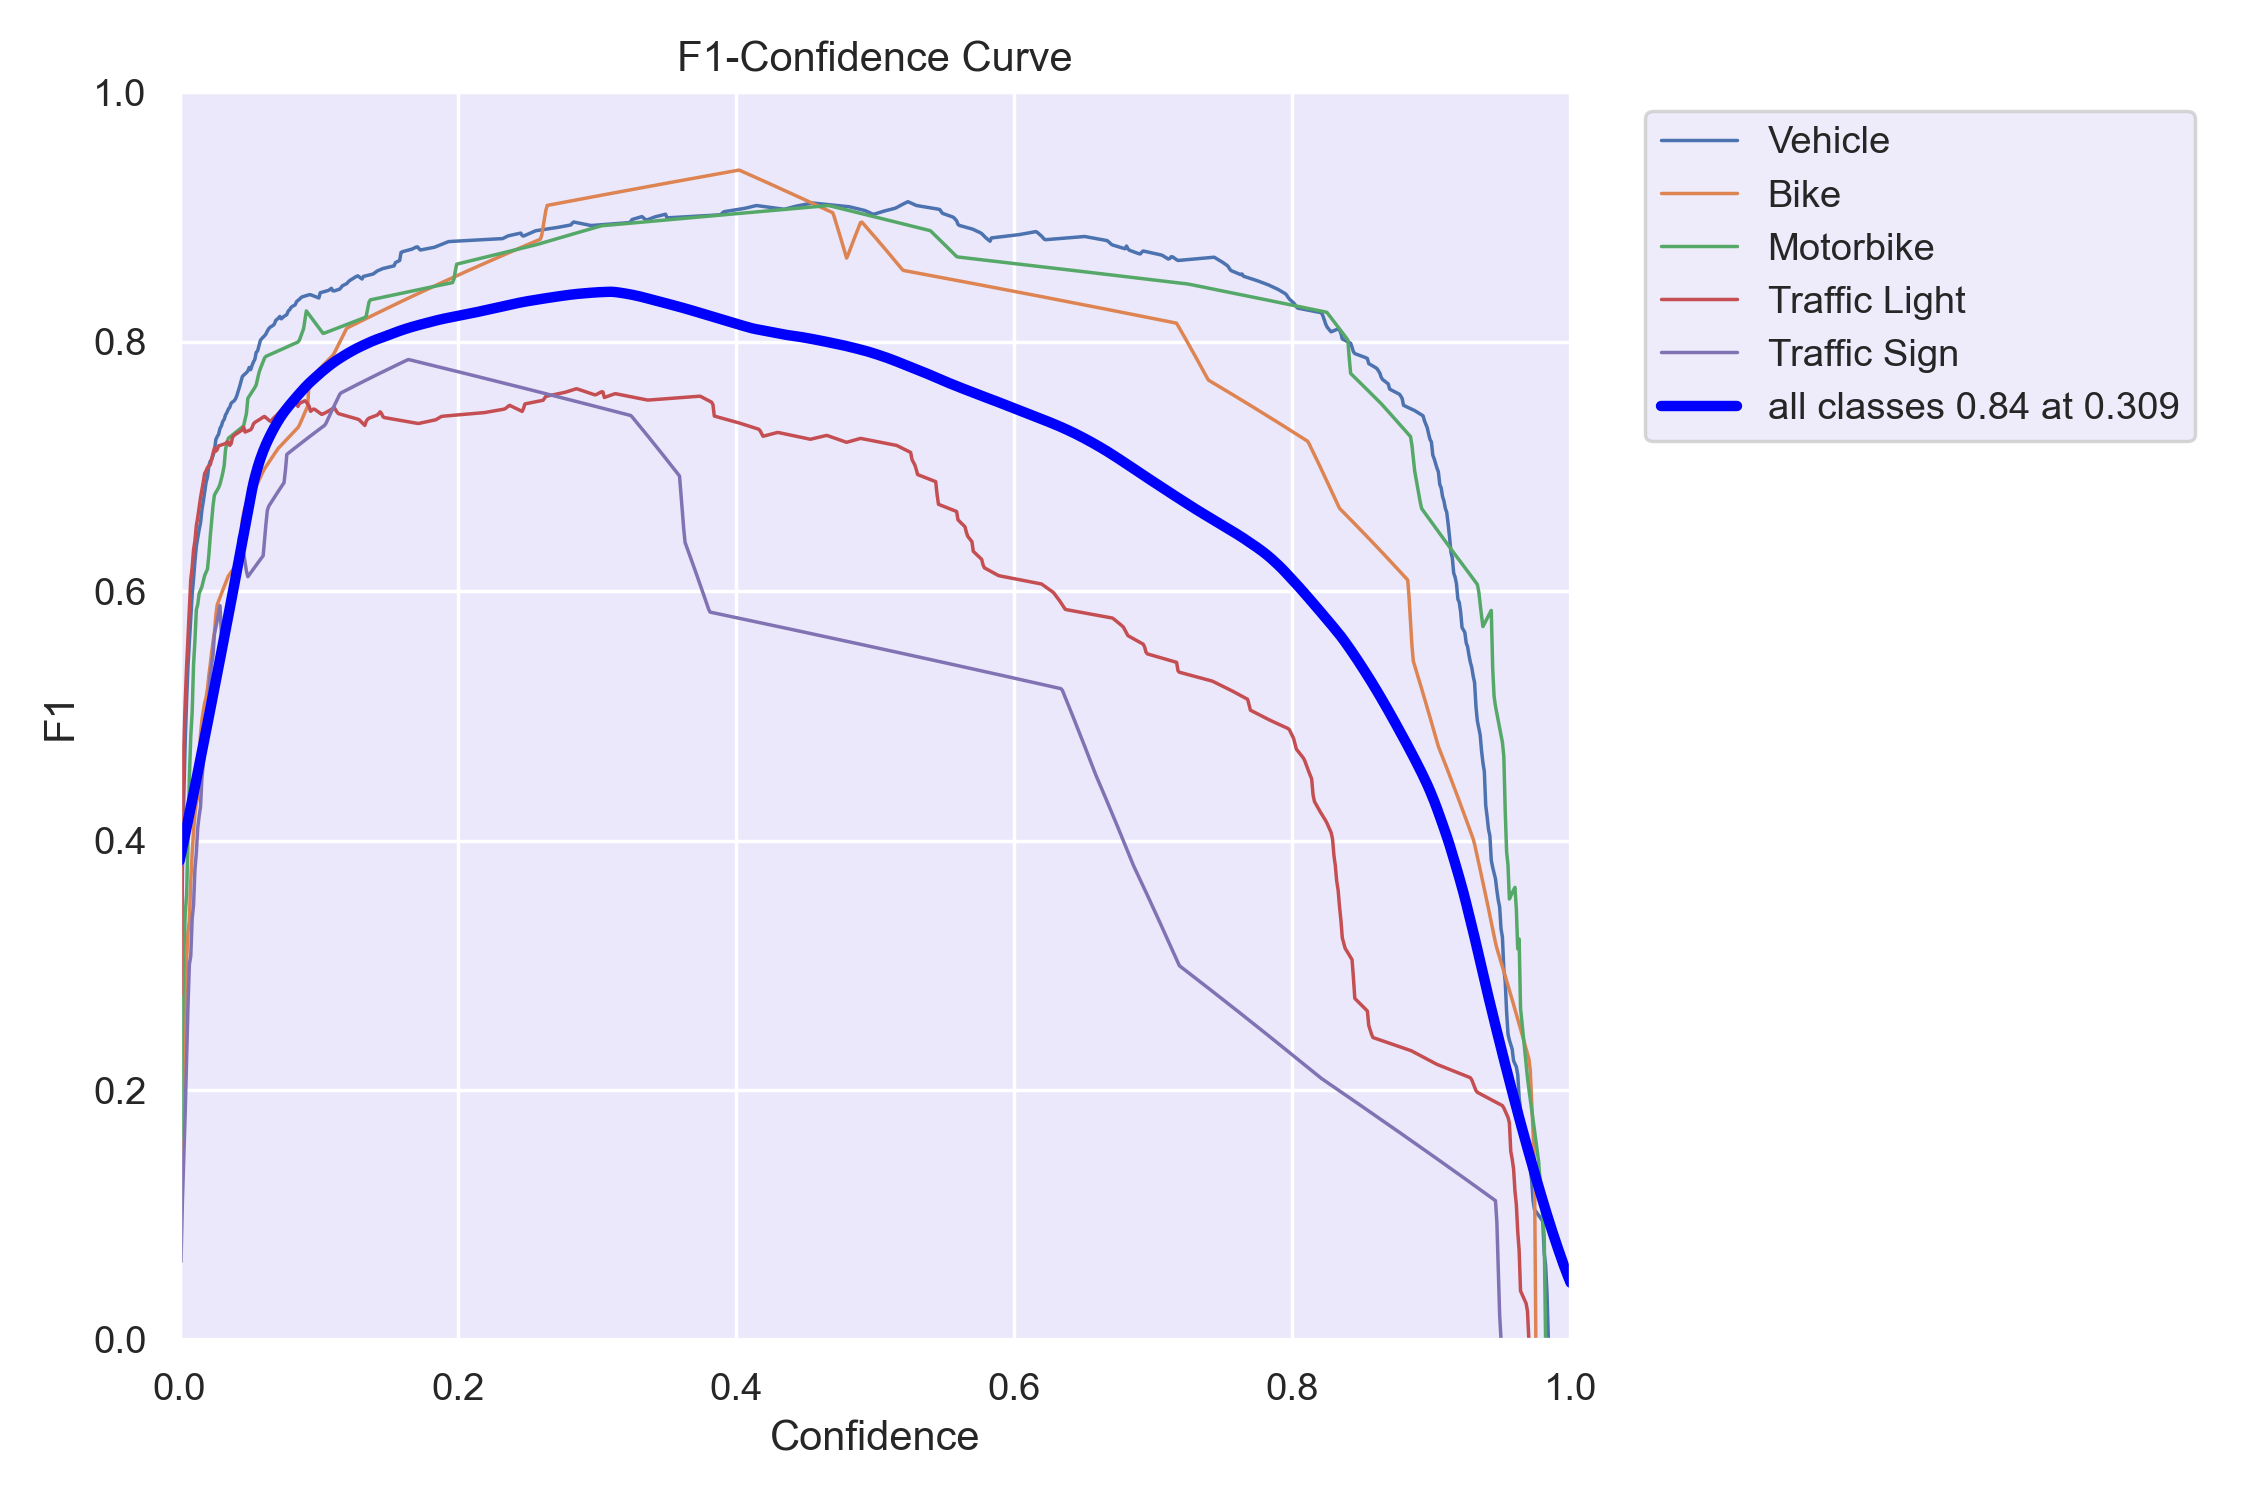 F1-Confidence Curve
1.0
0.8
0.6
0.4
0.2
0.0
F1
0.0 0.2 0.4 0.6 0.8 1.0
Confidence
Vehicle
Bike
Motorbike
Traffic Light
Traffic Sign
all classes 0.84 at 0.309